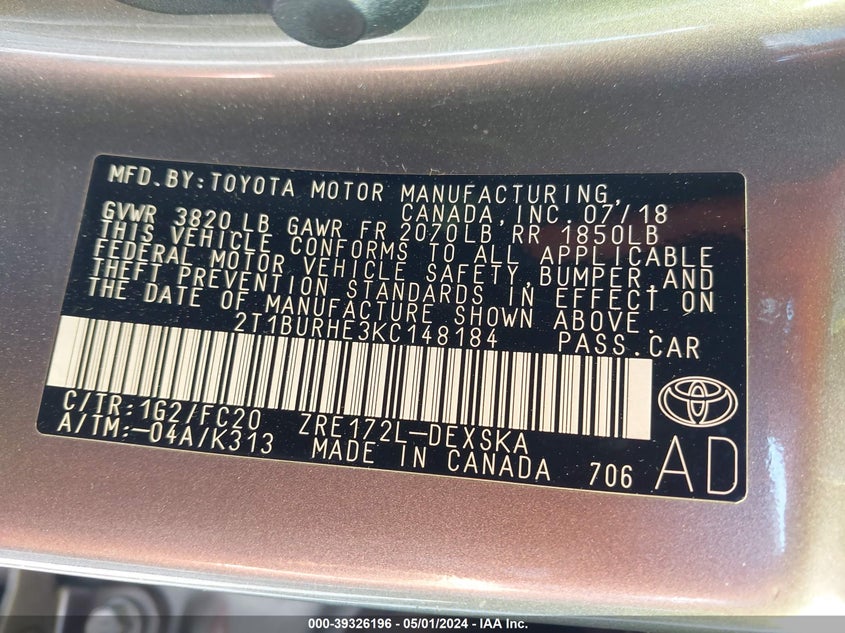 MFD.BY:TOYOTA MOTOR MANUFACTURING,
CANADA,INC. 07/18
GVWR 3820 LB GAWR FR 2070LB RR 1850LB
THIS VEHICLE CONFORMS TO ALL APPLICABLE
FEDERAL MOTOR VEHICLE SAFETY,BUMPER,AND
THEFT PREVENTION STANDARDS IN EFFECT ON
THE DATE OF MANUFACTURE SHOWN ABOVE.
2T1BURHE3KC148184 PASS.CAR
C/TR:1G2/FC20 ZRE172L-DEXSKA
A/TM:-04A/K313 MADE IN CANADA 706 AD
000-39326196 - 05/01/2024 - IAA Inc.